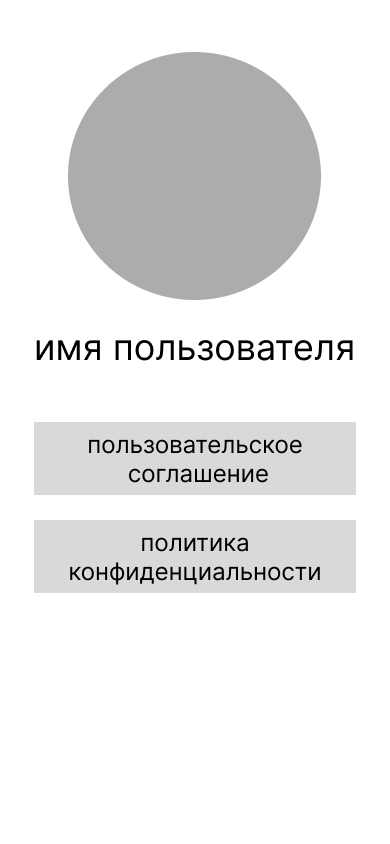 имя пользователя
пользовательское
соглашение
политика
конфиденциальности